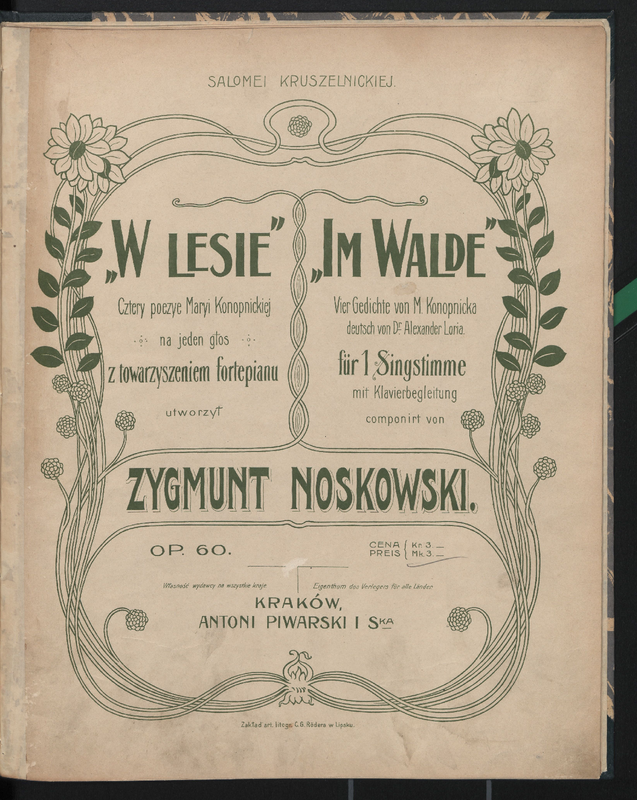 SALOMEI KRUSZELNICKIEJ.
„W LESIE”
Cztery poezye Maryi Konopnickiej
na jeden głos
z towarzyszeniem fortepianu
utworzył
„IM WALDE”
Vier Gedichte von M. Konopnicka
deutsch von Dr. Alexander Loria.
für 1 Singstimme
mit Klavierbegleitung
componirt von
ZYGMUNT NOSKOWSKI.
OP. 60.
CENA Kr. 3._
PREIS Mk. 3._
Własność wydawcy na wszystkie kraje
Eigenthum des Verlegers für alle Länder
KRAKÓW,
ANTONI PIWARSKI I SKA
Zakład art. litogr. C. G. Rödera w Lipsku.